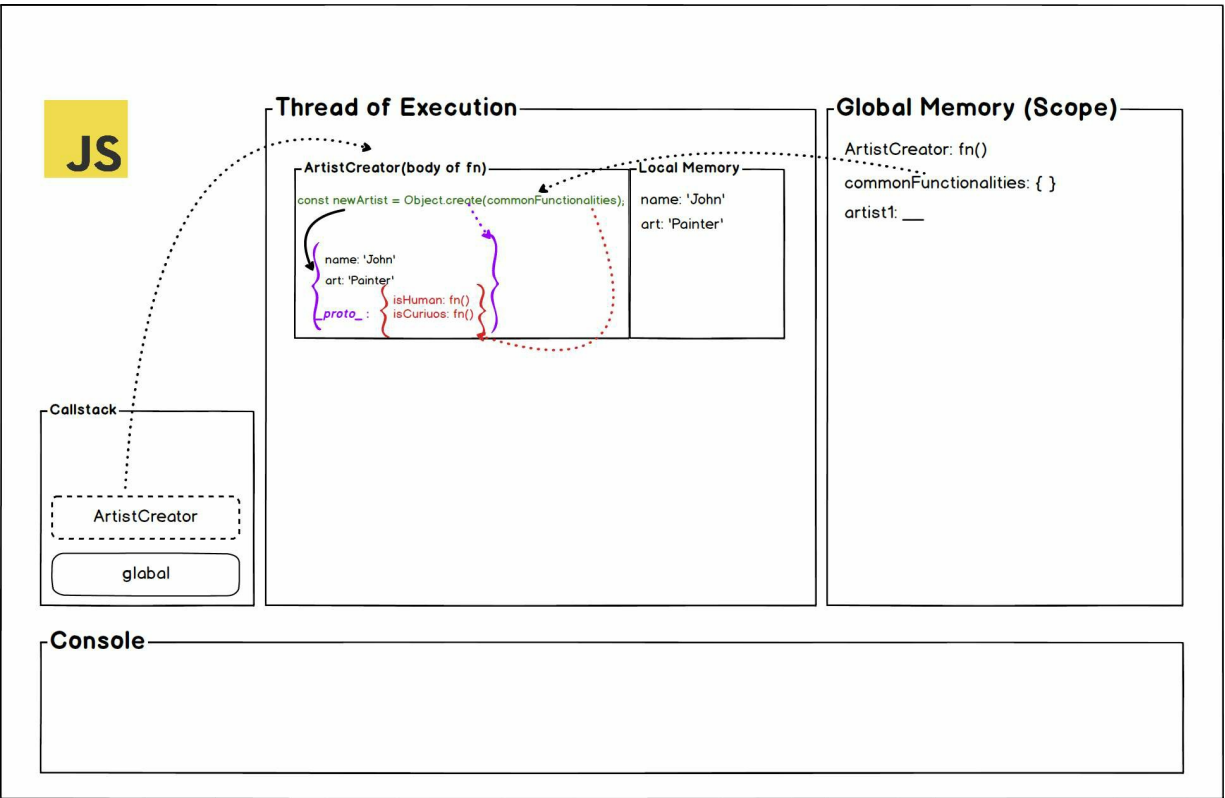 JS
Thread of Execution
ArtistCreator(body of fn)
const newArtist = Object.create(commonFunctionalities);
name: 'John'
art: 'Painter'
_proto_ :
isHuman: fn()
isCuriuos: fn()
Local Memory
name: 'John'
art: 'Painter'
Global Memory (Scope)
ArtistCreator: fn()
commonFunctionalities: { }
artist1: __
Callstack
ArtistCreator
glabal
Console